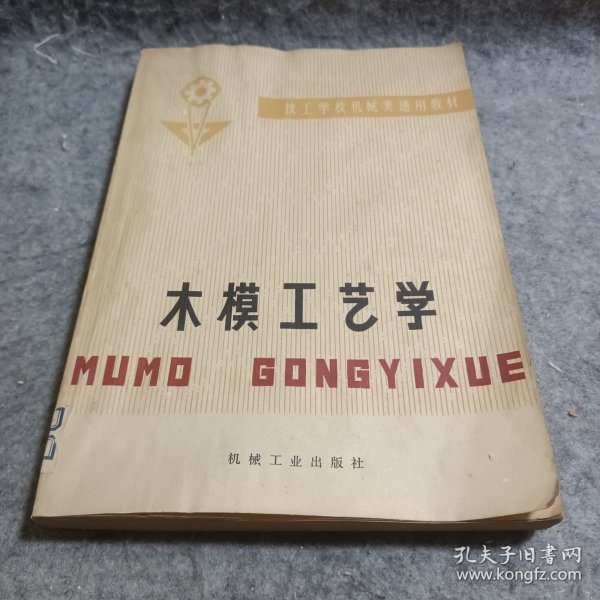 技工学校机械类通用教材
木模工艺学
MUMO GONGYIXUE
机械工业出版社
孔夫子旧书网
www.kongfz.com